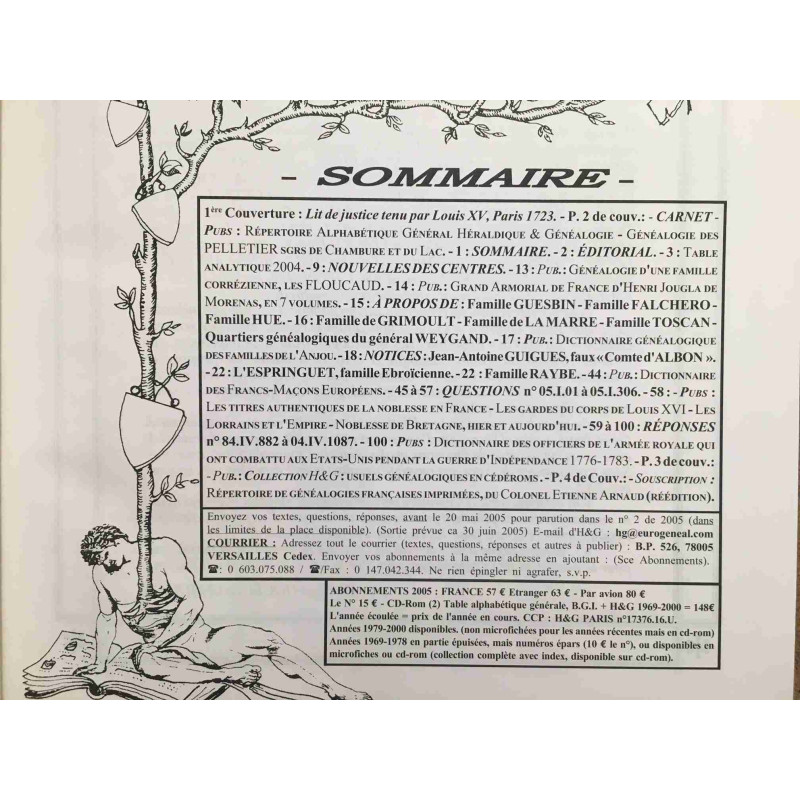 - SOMMAIRE -
1ère Couverture : Lit de justice tenu par Louis XV, Paris 1723. - P. 2 de couv.: - CARNET -
PUBS : RÉPERTOIRE ALPHABÉTIQUE GÉNÉRAL HÉRALDIQUE & GÉNÉALOGIE - GÉNÉALOGIE DES
PELLETIER SGRS DE CHAMBURE ET DU LAC. - 1 : SOMMAIRE. - 2 : ÉDITORIAL. - 3 : TABLE
ANALYTIQUE 2004. - 9 : NOUVELLES DES CENTRES. - 13 : PUB.: GÉNÉALOGIE D'UNE FAMILLE
CORRÉZIENNE, LES FLOUCAUD. - 14 : PUB.: GRAND ARMORIAL DE FRANCE D'HENRI JOUGLA DE
MORENAS, EN 7 VOLUMES. - 15 : À PROPOS DE : Famille GUESBIN - Famille FALCHERO -
Famille HUE. - 16 : Famille de GRIMOULT - Famille de LA MARRE - Famille TOSCAN -
Quartiers généalogiques du général WEYGAND. - 17 : PUB.: DICTIONNAIRE GÉNÉALOGIQUE
DES FAMILLES DE L'ANJOU. - 18 : NOTICES : Jean-Antoine GUIGUES, faux « Comte d'ALBON ».
- 22 : L'ESPRINGUET, famille Ebroïcienne. - 22 : Famille RAYBE. - 44 : PUB.: DICTIONNAIRE
DES FRANCS-MAÇONS EUROPÉENS. - 45 à 57 : QUESTIONS n° 05.I.01 à 05.I.306. - 58 : - PUBS :
LES TITRES AUTHENTIQUES DE LA NOBLESSE EN FRANCE - LES GARDES DU CORPS DE LOUIS XVI - LES
LORRAINS ET L'EMPIRE - NOBLESSE DE BRETAGNE, HIER ET AUJOURD'HUI. - 59 à 100 : RÉPONSES
n° 84.IV.882 à 04.IV.1087. - 100 : PUBS : DICTIONNAIRE DES OFFICIERS DE L'ARMÉE ROYALE QUI
ONT COMBATTU AUX ETATS-UNIS PENDANT LA GUERRE D'INDÉPENDANCE 1776-1783. - P. 3 de couv.:
- PUB.: COLLECTION H&G : USUELS GÉNÉALOGIQUES EN CÉDÉROMS. - P. 4 de Couv.: - SOUSCRIPTION :
RÉPERTOIRE DE GÉNÉALOGIES FRANÇAISES IMPRIMÉES, DU COLONEL ETIENNE ARNAUD (RÉÉDITION).
Envoyez vos textes, questions, réponses, avant le 20 mai 2005 pour parution dans le n° 2 de 2005 (dans
les limites de la place disponible). (Sortie prévue ca 30 juin 2005) E-mail d'H&G : hg@eurogeneal.com
COURRIER : Adressez tout le courrier (textes, questions, réponses et autres à publier) : B.P. 526, 78005
VERSAILLES Cedex. Envoyer vos abonnements à la même adresse en ajoutant : (See Abonnements).
☎: 0 603.075.088 / ☎/Fax : 0 147.042.344. Ne rien épingler ni agrafer, s.v.p.
ABONNEMENTS 2005 : FRANCE 57 € Etranger 63 € - Par avion 80 €
Le N° 15 € - CD-Rom (2) Table alphabétique générale, B.G.I. + H&G 1969-2000 = 148€
L'année écoulée = prix de l'année en cours. CCP : H&G PARIS n°17376.16.U.
Années 1979-2000 disponibles. (non microfichées pour les années récentes mais en cd-rom)
Années 1969-1978 en partie épuisées, mais numéros épars (10 € le n°), ou disponibles en
microfiches ou cd-rom (collection complète avec index, disponible sur cd-rom).